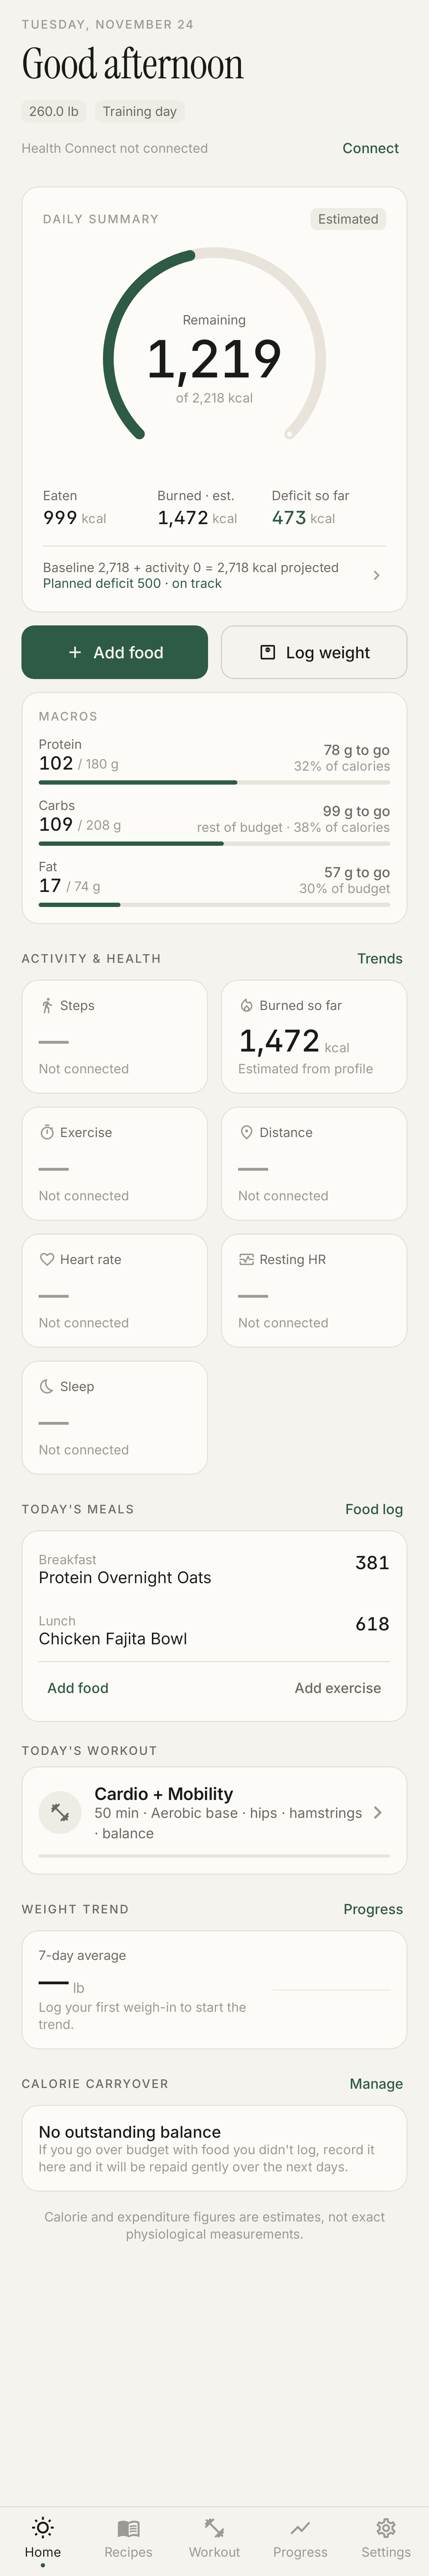 TUESDAY, NOVEMBER 24
Good afternoon
260.0 lb Training day
Health Connect not connected Connect
DAILY SUMMARY Estimated
Remaining
1,219
of 2,218 kcal
Eaten Burned · est. Deficit so far
999 kcal 1,472 kcal 473 kcal
Baseline 2,718 + activity 0 = 2,718 kcal projected
Planned deficit 500 · on track
Add food Log weight
MACROS
Protein 78 g to go
102 / 180 g 32% of calories
Carbs 99 g to go
109 / 208 g rest of budget · 38% of calories
Fat 57 g to go
17 / 74 g 30% of budget
ACTIVITY & HEALTH Trends
Steps Burned so far
— 1,472 kcal
Not connected Estimated from profile
Exercise Distance
— —
Not connected Not connected
Heart rate Resting HR
— —
Not connected Not connected
Sleep
—
Not connected
TODAY'S MEALS Food log
Breakfast 381
Protein Overnight Oats
Lunch 618
Chicken Fajita Bowl
Add food Add exercise
TODAY'S WORKOUT
Cardio + Mobility
50 min · Aerobic base · hips · hamstrings
· balance
WEIGHT TREND Progress
7-day average
— lb
Log your first weigh-in to start the
trend.
CALORIE CARRYOVER Manage
No outstanding balance
If you go over budget with food you didn't log, record it
here and it will be repaid gently over the next days.
Calorie and expenditure figures are estimates, not exact
physiological measurements.
Home Recipes Workout Progress Settings